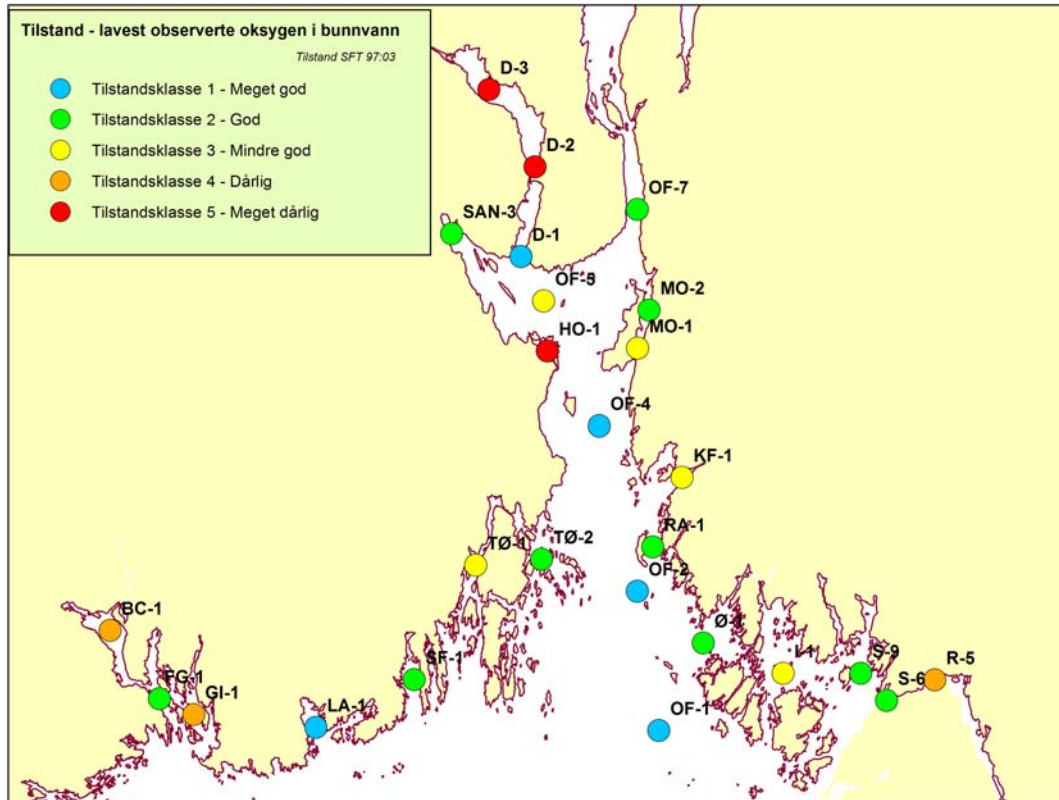 Tilstand - lavest observerte oksygen i bunnvann
Tilstand SFT 97:03
Tilstandsklasse 1 - Meget god
Tilstandsklasse 2 - God
Tilstandsklasse 3 - Mindre god
Tilstandsklasse 4 - Dårlig
Tilstandsklasse 5 - Meget dårlig
D-3
D-2
OF-7
SAN-3
D-1
OF-5
MO-2
MO-1
HO-1
OF-4
KF-1
RA-1
TØ-1
TØ-2
OF-2
BC-1
Ø-1
SF-1
L1
S-9
R-5
S-6
FG-1
GI-1
LA-1
OF-1